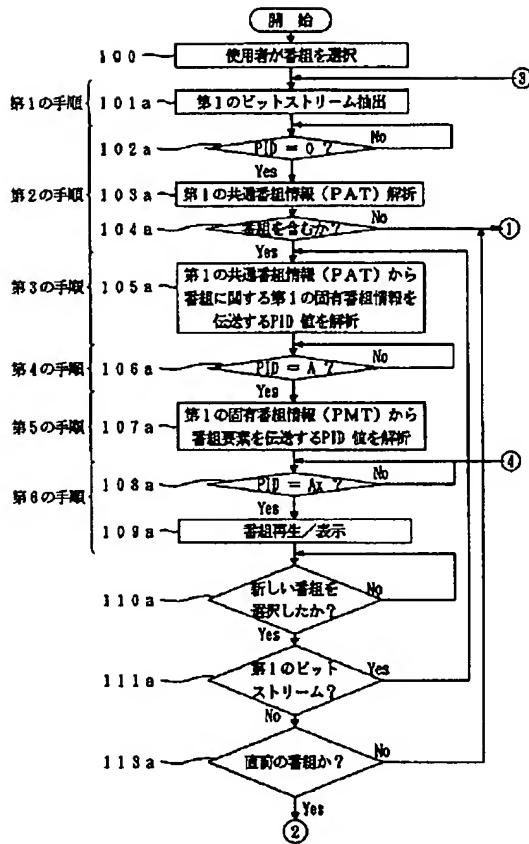 開 始
100
使用者が番組を選択
③
第1の手順
101a
第1のビットストリーム抽出
102a
PID = 0 ?
No
Yes
第2の手順
103a
第1の共通番組情報（PAT）解析
104a
番組を含むか？
No
①
Yes
第3の手順
105a
第1の共通番組情報（PAT）から
番組に関する第1の固有番組情報を
伝送するPID 値を解析
第4の手順
106a
PID = A ?
No
Yes
第5の手順
107a
第1の固有番組情報（PMT）から
番組要素を伝送するPID 値を解析
④
第6の手順
108a
PID = Ax ?
No
Yes
109a
番組再生／表示
110a
新しい番組を
選択したか？
No
Yes
111a
第1のビット
ストリーム？
Yes
No
113a
直前の番組か？
No
Yes
②